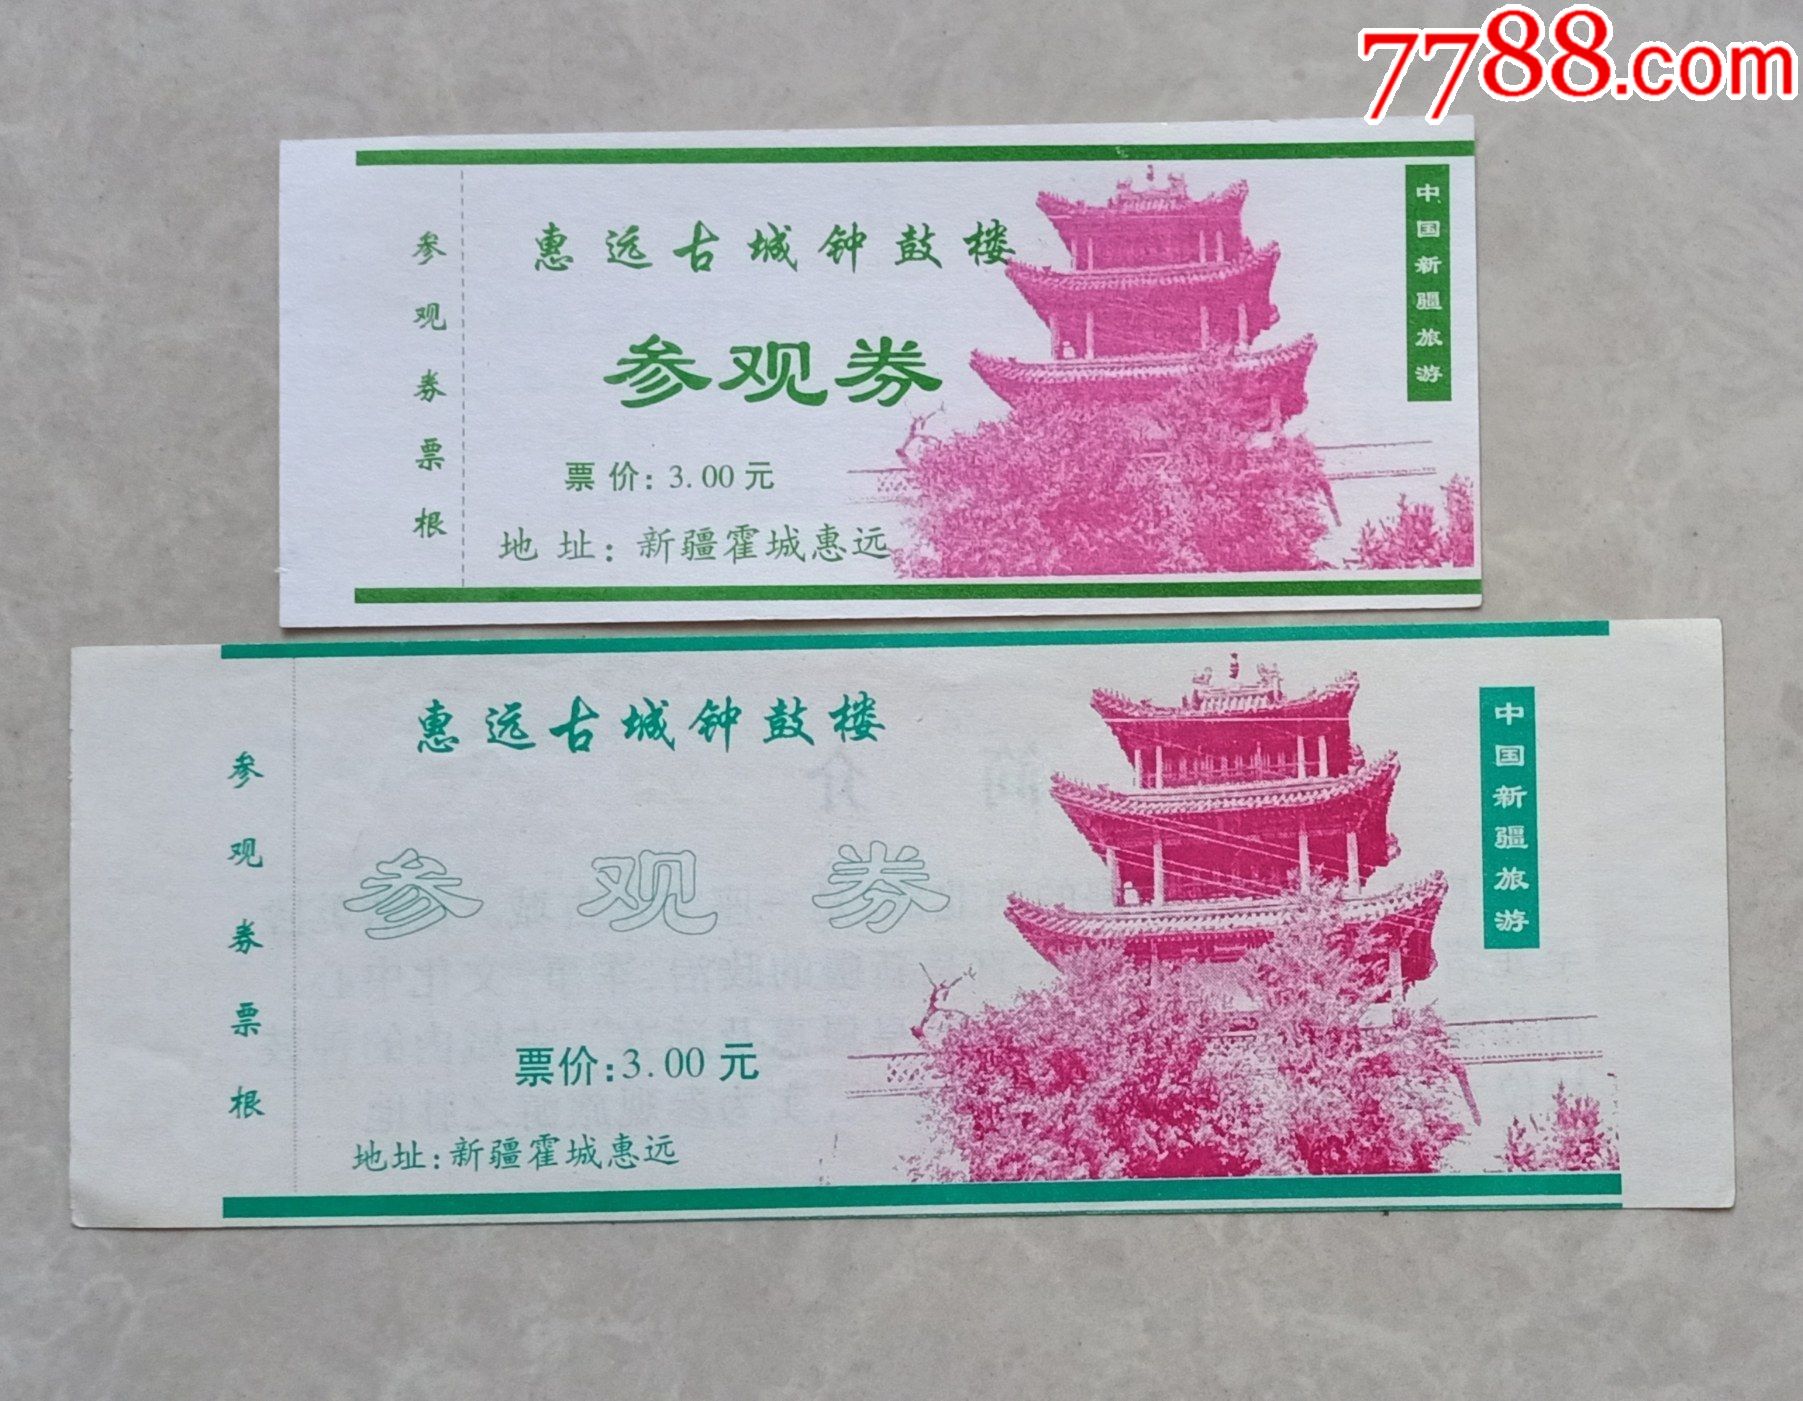 7788.com
参观券票根
惠远古城钟鼓楼
参观券
票价：3.00元
地址：新疆霍城惠远
中国新疆旅游
参观券票根
惠远古城钟鼓楼
参观券
票价：3.00元
地址：新疆霍城惠远
中国新疆旅游